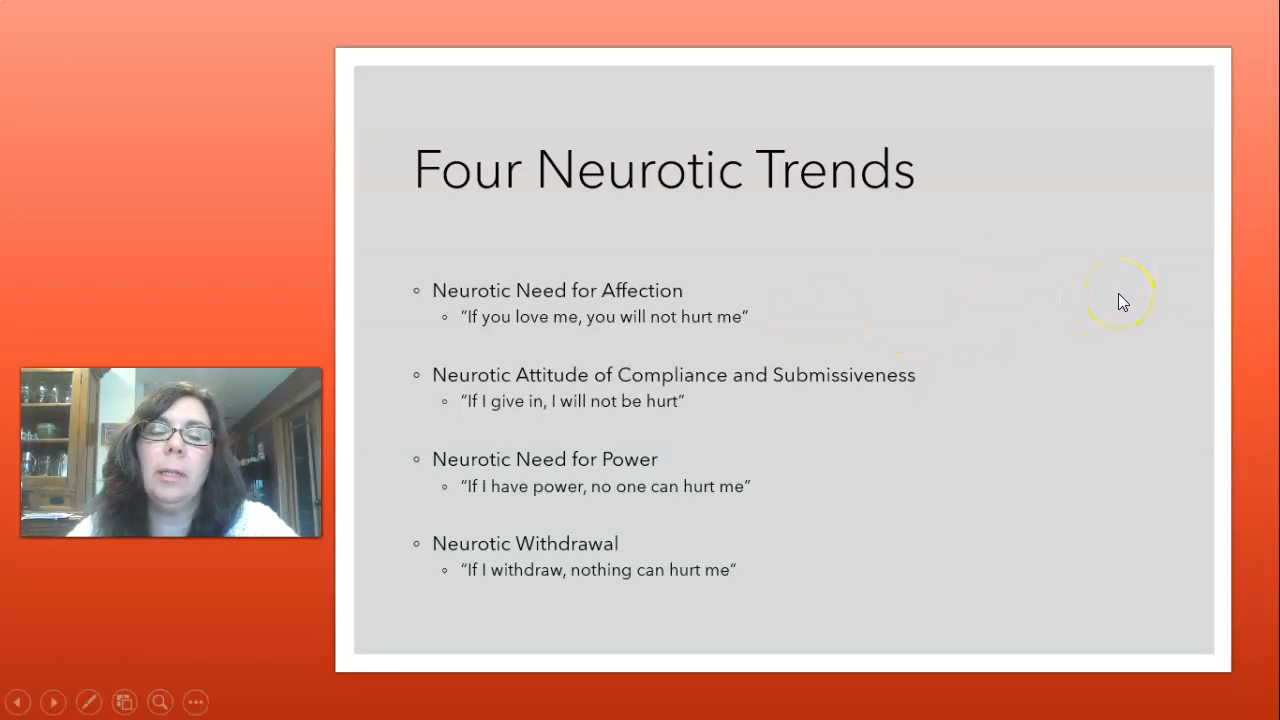 Four Neurotic Trends
Neurotic Need for Affection
“If you love me, you will not hurt me”
Neurotic Attitude of Compliance and Submissiveness
“If I give in, I will not be hurt”
Neurotic Need for Power
“If I have power, no one can hurt me”
Neurotic Withdrawal
“If I withdraw, nothing can hurt me”